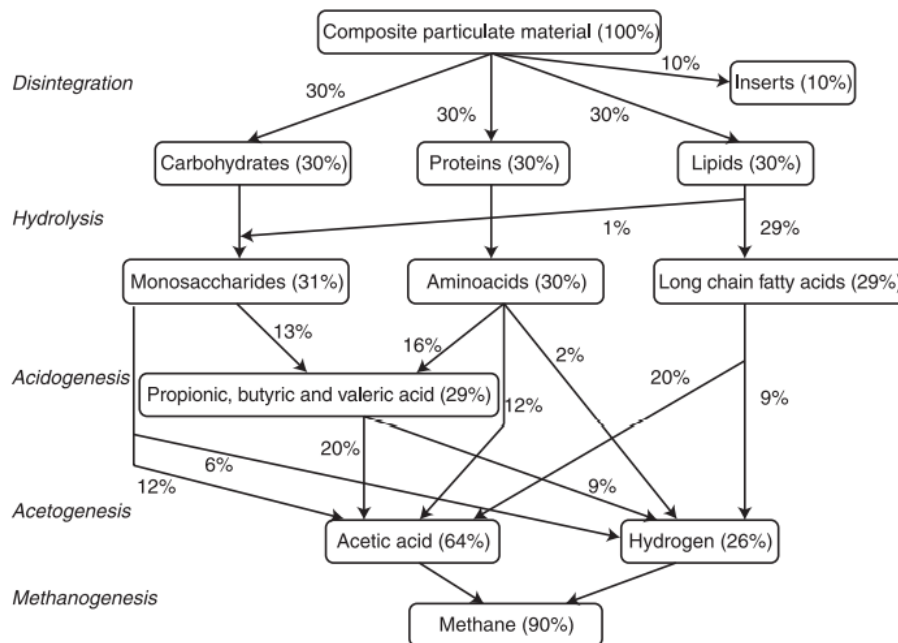 Composite particulate material (100%)
Disintegration
10%
Inserts (10%)
30%
30%
30%
Carbohydrates (30%)
Proteins (30%)
Lipids (30%)
Hydrolysis
1%
29%
Monosaccharides (31%)
Aminoacids (30%)
Long chain fatty acids (29%)
13%
16%
2%
Acidogenesis
20%
9%
Propionic, butyric and valeric acid (29%)
12%
20%
6%
9%
12%
Acetogenesis
Acetic acid (64%)
Hydrogen (26%)
Methanogenesis
Methane (90%)